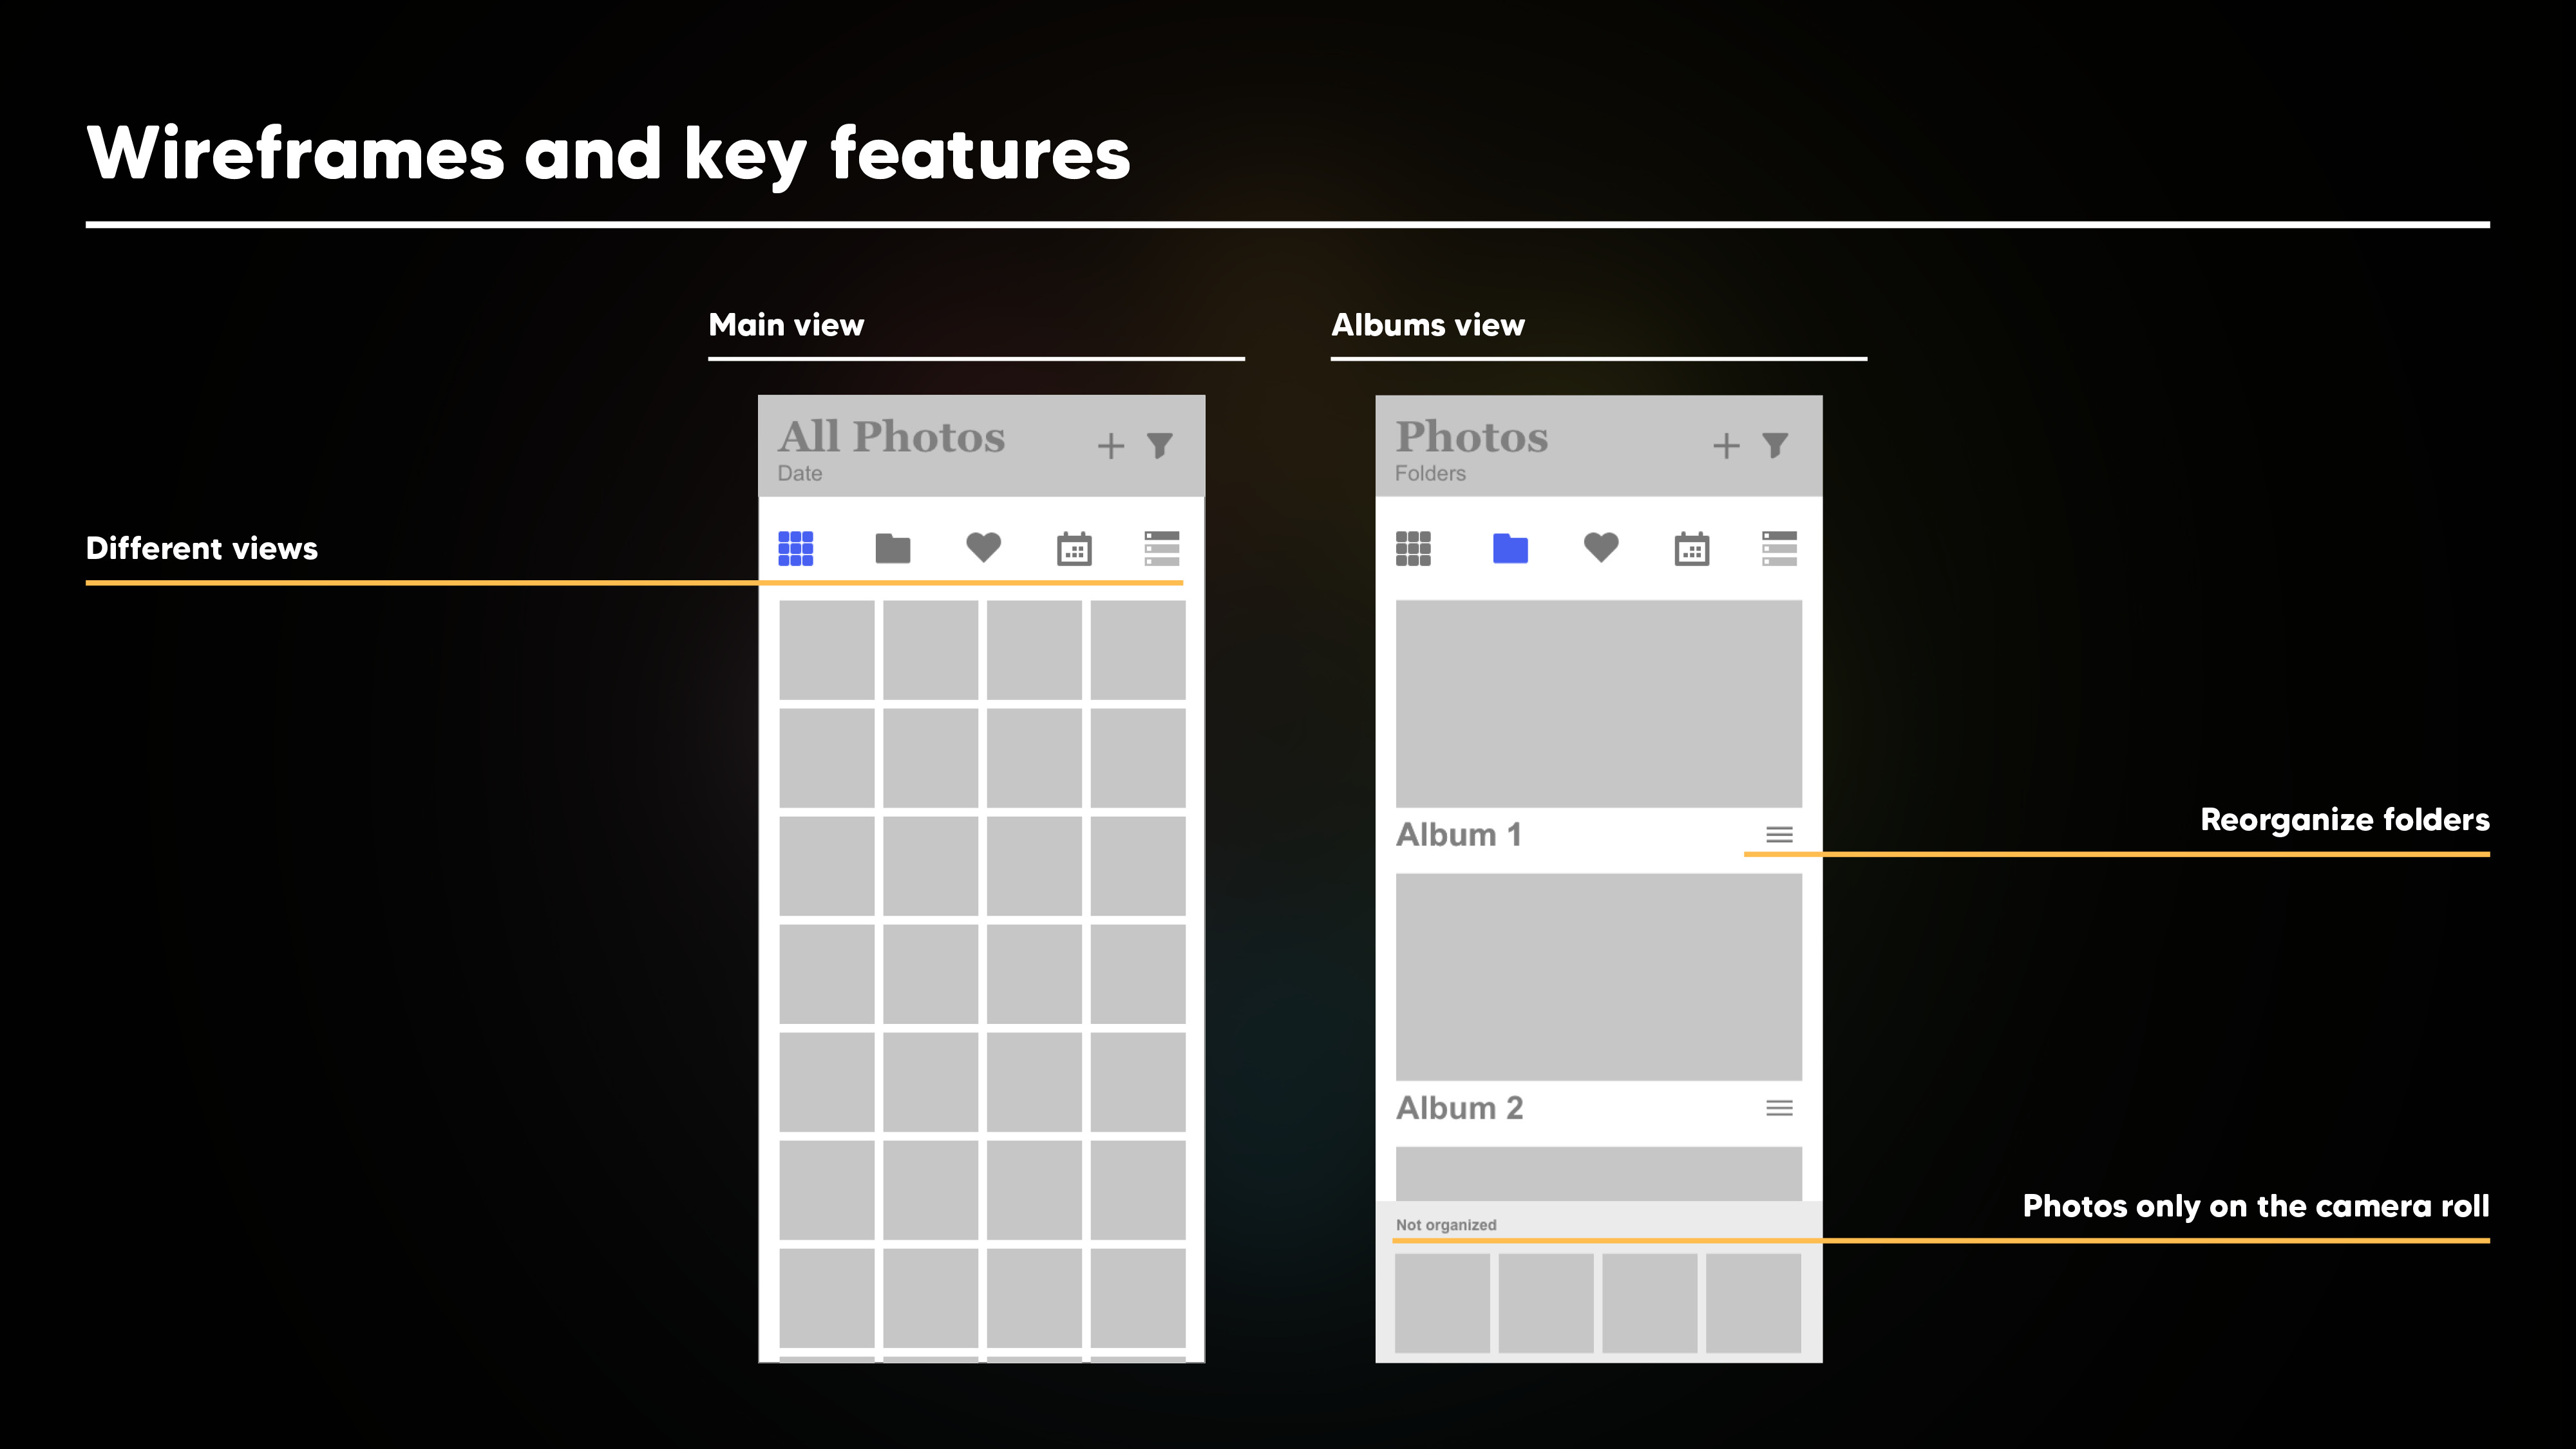 Wireframes and key features
Main view
Albums view
All Photos
Date
Photos
Folders
Different views
Album 1
Reorganize folders
Album 2
Photos only on the camera roll
Not organized